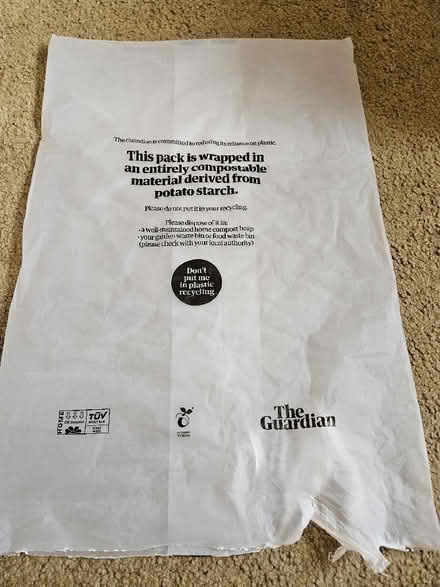 The Guardian is committed to reducing its reliance on plastic.
This pack is wrapped in
an entirely compostable
material derived from
potato starch.
Please do not put it in your recycling.
Please dispose of it in:
- a well-maintained home compost heap
- your garden waste bin or food waste bin
(please check with your local authority)
Don't
put me
in plastic
recycling
HOME
TÜV
The
Guardian